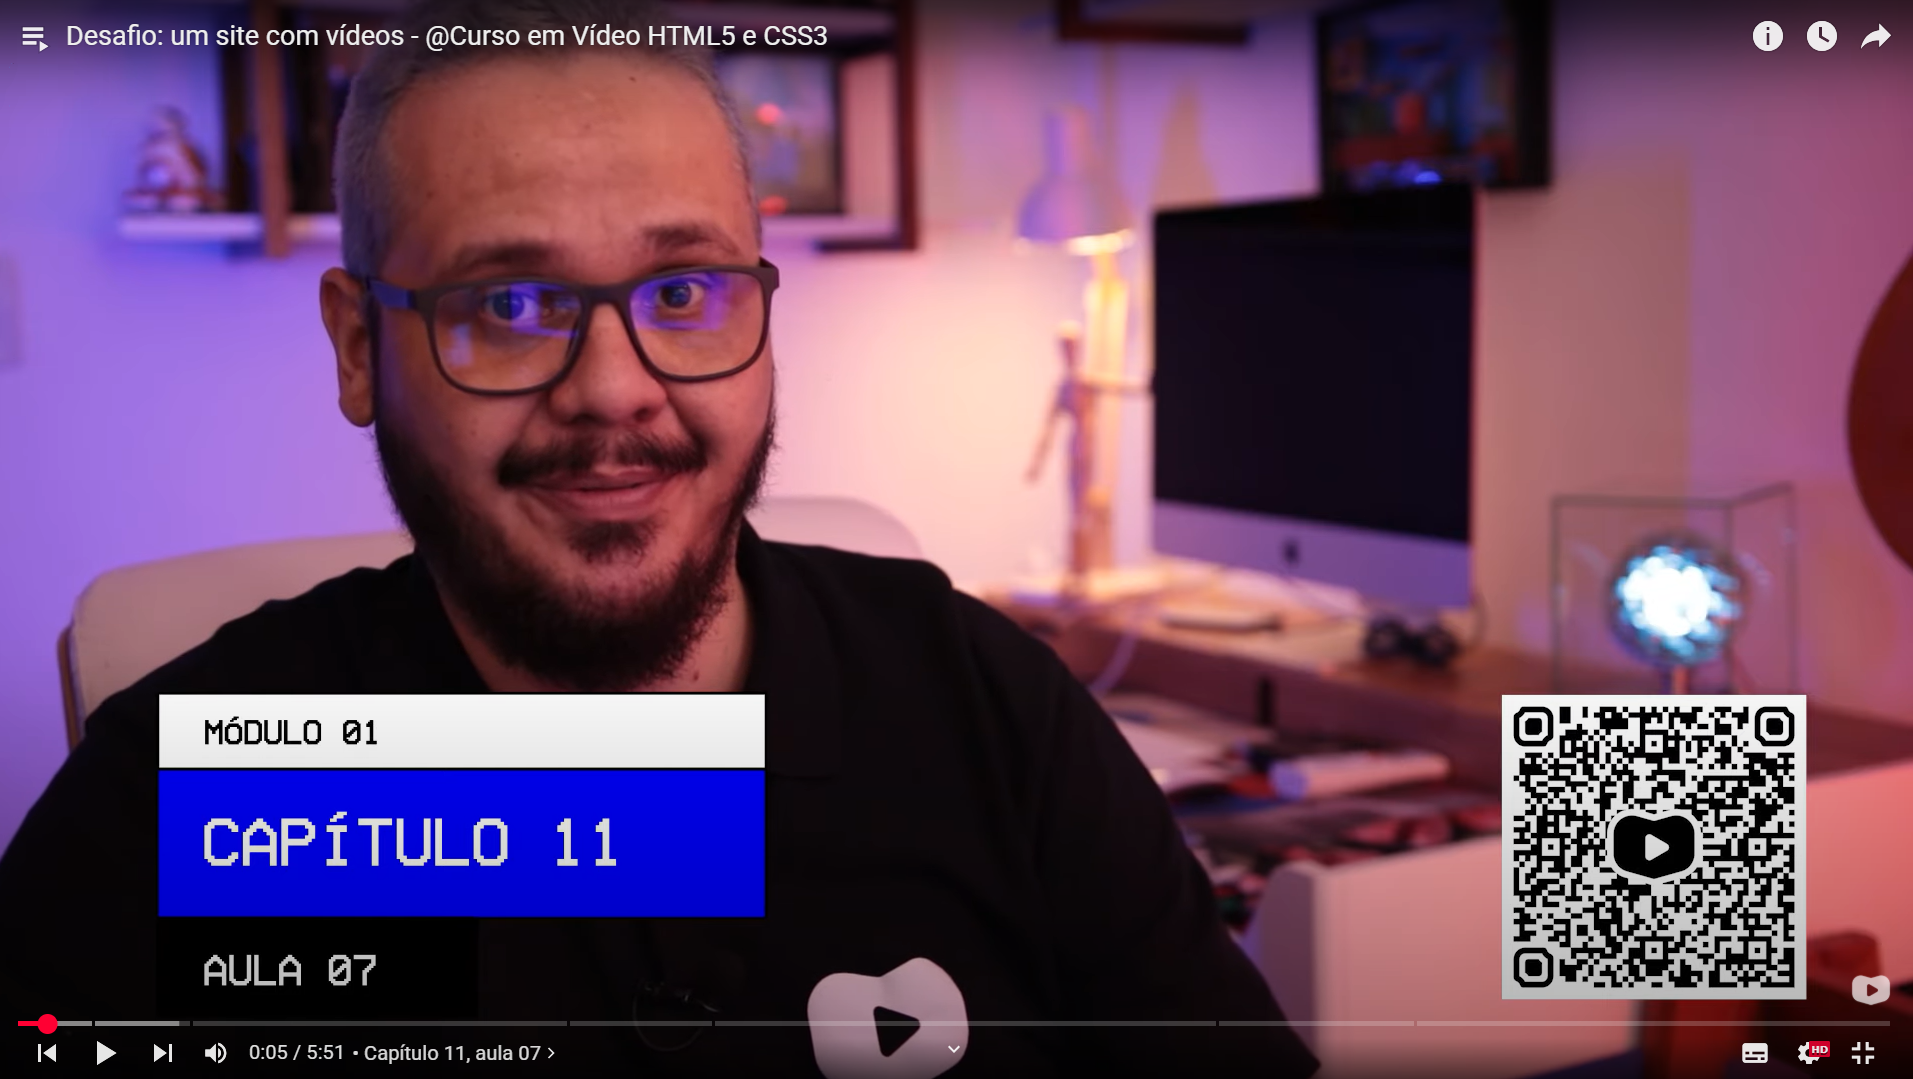 Desafio: um site com vídeos - @Curso em Vídeo HTML5 e CSS3
MÓDULO 01
CAPÍTULO 11
AULA 07
0:05 / 5:51 • Capítulo 11, aula 07 ›
HD